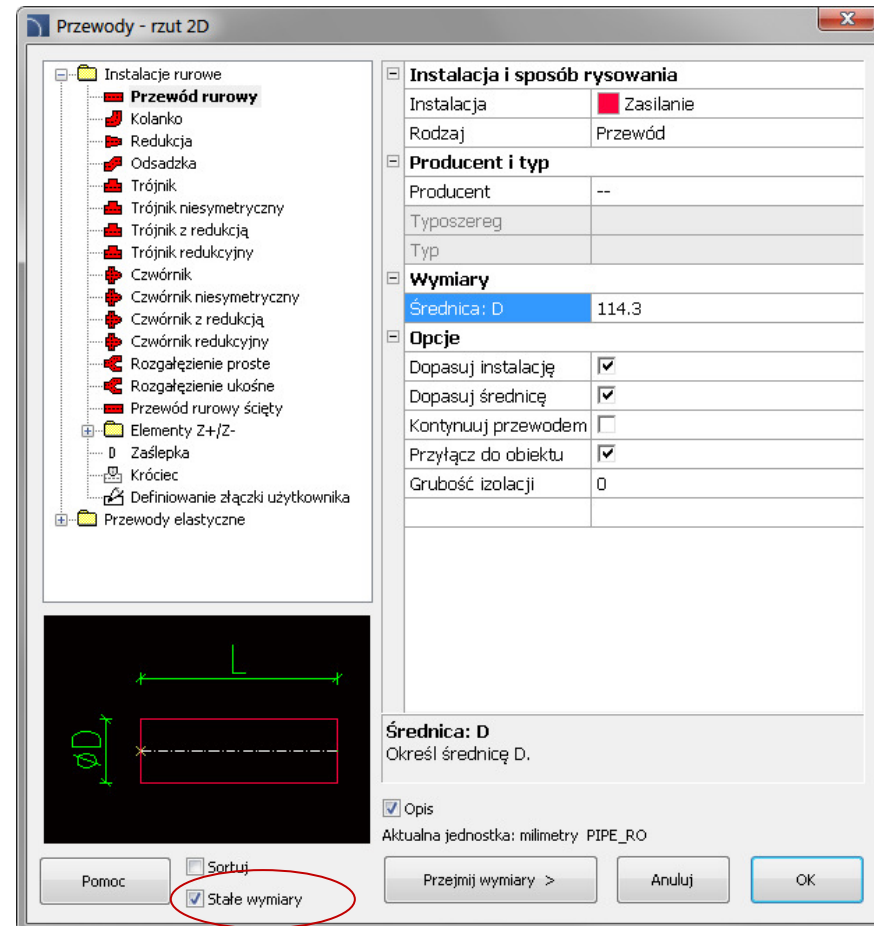 Przewody - rzut 2D
Instalacje rurowe
Przewód rurowy
Kolanko
Redukcja
Odsadzka
Trójnik
Trójnik niesymetryczny
Trójnik z redukcją
Trójnik redukcyjny
Czwórnik
Czwórnik niesymetryczny
Czwórnik z redukcją
Czwórnik redukcyjny
Rozgałęzienie proste
Rozgałęzienie ukośne
Przewód rurowy ścięty
Elementy Z+/Z-
Zaślepka
Króciec
Definiowanie złączki użytkownika
Przewody elastyczne
Instalacja i sposób rysowania
Instalacja Zasilanie
Rodzaj Przewód
Producent i typ
Producent --
Typoszereg
Typ
Wymiary
Średnica: D 114.3
Opcje
Dopasuj instalację
Dopasuj średnicę
Kontynuuj przewodem
Przyłącz do obiektu
Grubość izolacji 0
L
ØD
Średnica: D
Określ średnicę D.
Opis
Aktualna jednostka: milimetry PIPE_RO
Pomoc
Sortuj
Stałe wymiary
Przejmij wymiary >
Anuluj
OK